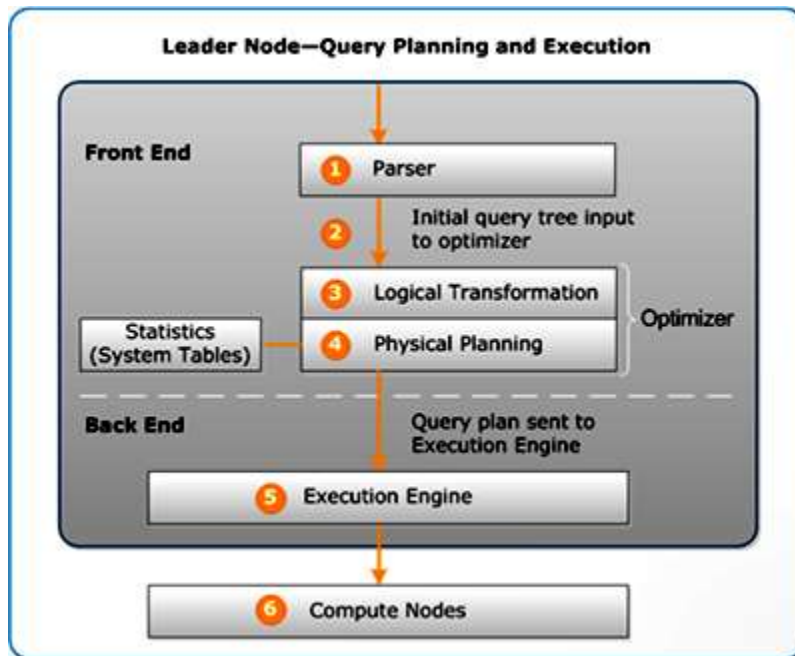 Leader Node—Query Planning and Execution
Front End
1 Parser
2
Initial query tree input
to optimizer
3 Logical Transformation
Optimizer
Statistics
(System Tables)
4 Physical Planning
Back End
Query plan sent to
Execution Engine
5 Execution Engine
6 Compute Nodes